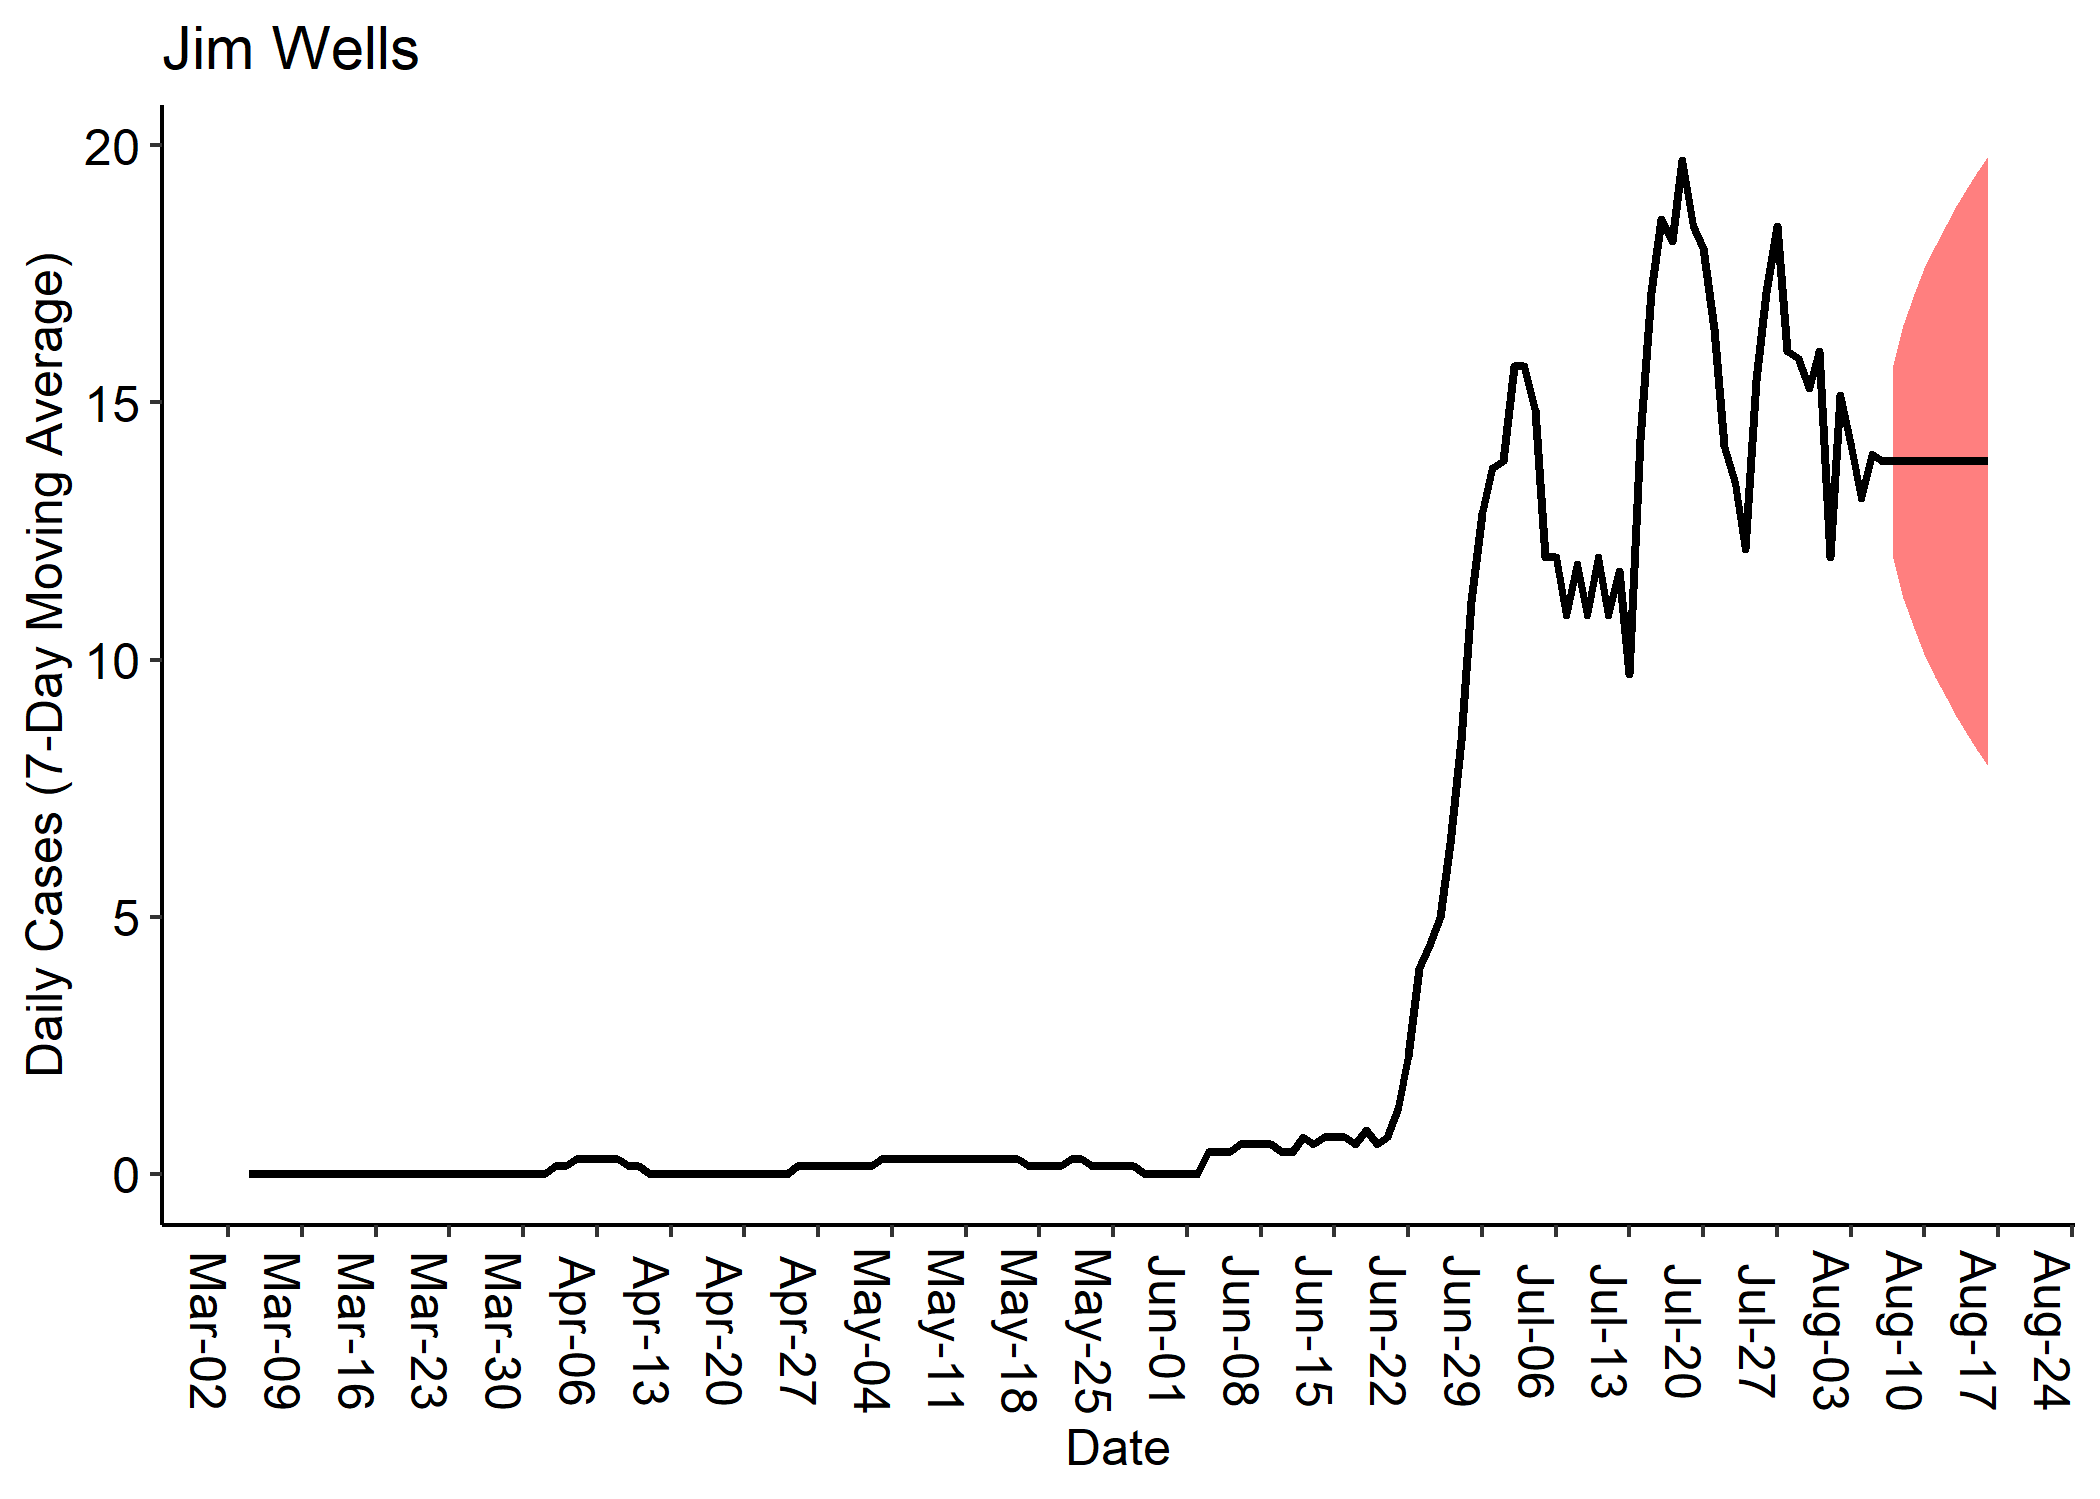 Jim Wells
Daily Cases (7-Day Moving Average)
20
15
10
5
0
Mar-02
Mar-09
Mar-16
Mar-23
Mar-30
Apr-06
Apr-13
Apr-20
Apr-27
May-04
May-11
May-18
May-25
Jun-01
Jun-08
Jun-15
Jun-22
Jun-29
Jul-06
Jul-13
Jul-20
Jul-27
Aug-03
Aug-10
Aug-17
Aug-24
Date